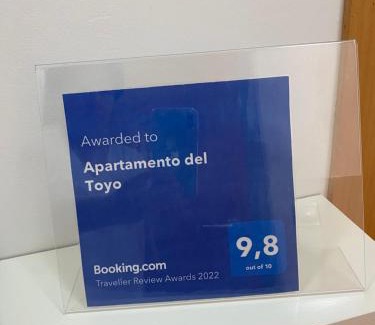 Awarded to
Apartamento del
Toyo
9,8
out of 10
Booking.com
Traveller Review Awards 2022